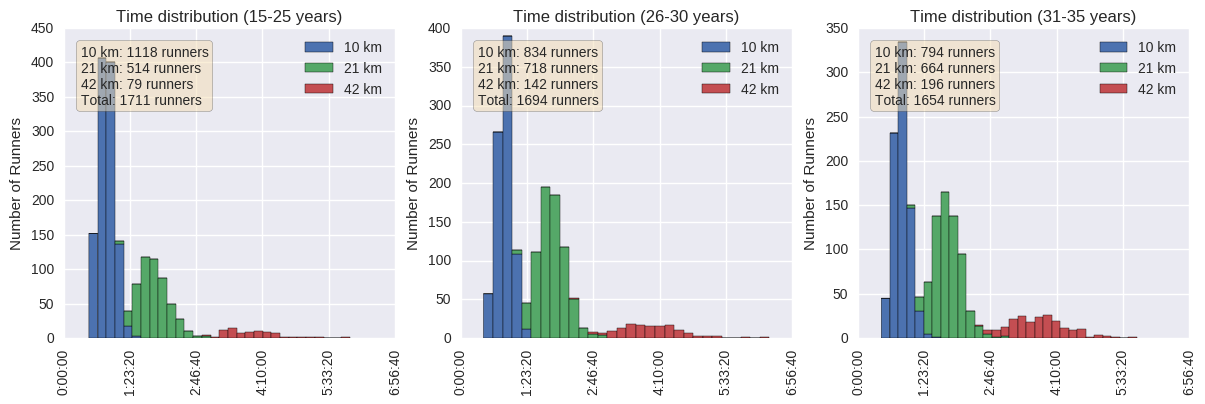 Time distribution (15-25 years)
Number of Runners
450
400
350
300
250
200
150
100
50
0
10 km: 1118 runners
21 km: 514 runners
42 km: 79 runners
Total: 1711 runners
10 km
21 km
42 km
0:00:00
1:23:20
2:46:40
4:10:00
5:33:20
6:56:40
Time distribution (26-30 years)
Number of Runners
400
350
300
250
200
150
100
50
0
10 km: 834 runners
21 km: 718 runners
42 km: 142 runners
Total: 1694 runners
10 km
21 km
42 km
0:00:00
1:23:20
2:46:40
4:10:00
5:33:20
6:56:40
Time distribution (31-35 years)
Number of Runners
350
300
250
200
150
100
50
0
10 km: 794 runners
21 km: 664 runners
42 km: 196 runners
Total: 1654 runners
10 km
21 km
42 km
0:00:00
1:23:20
2:46:40
4:10:00
5:33:20
6:56:40